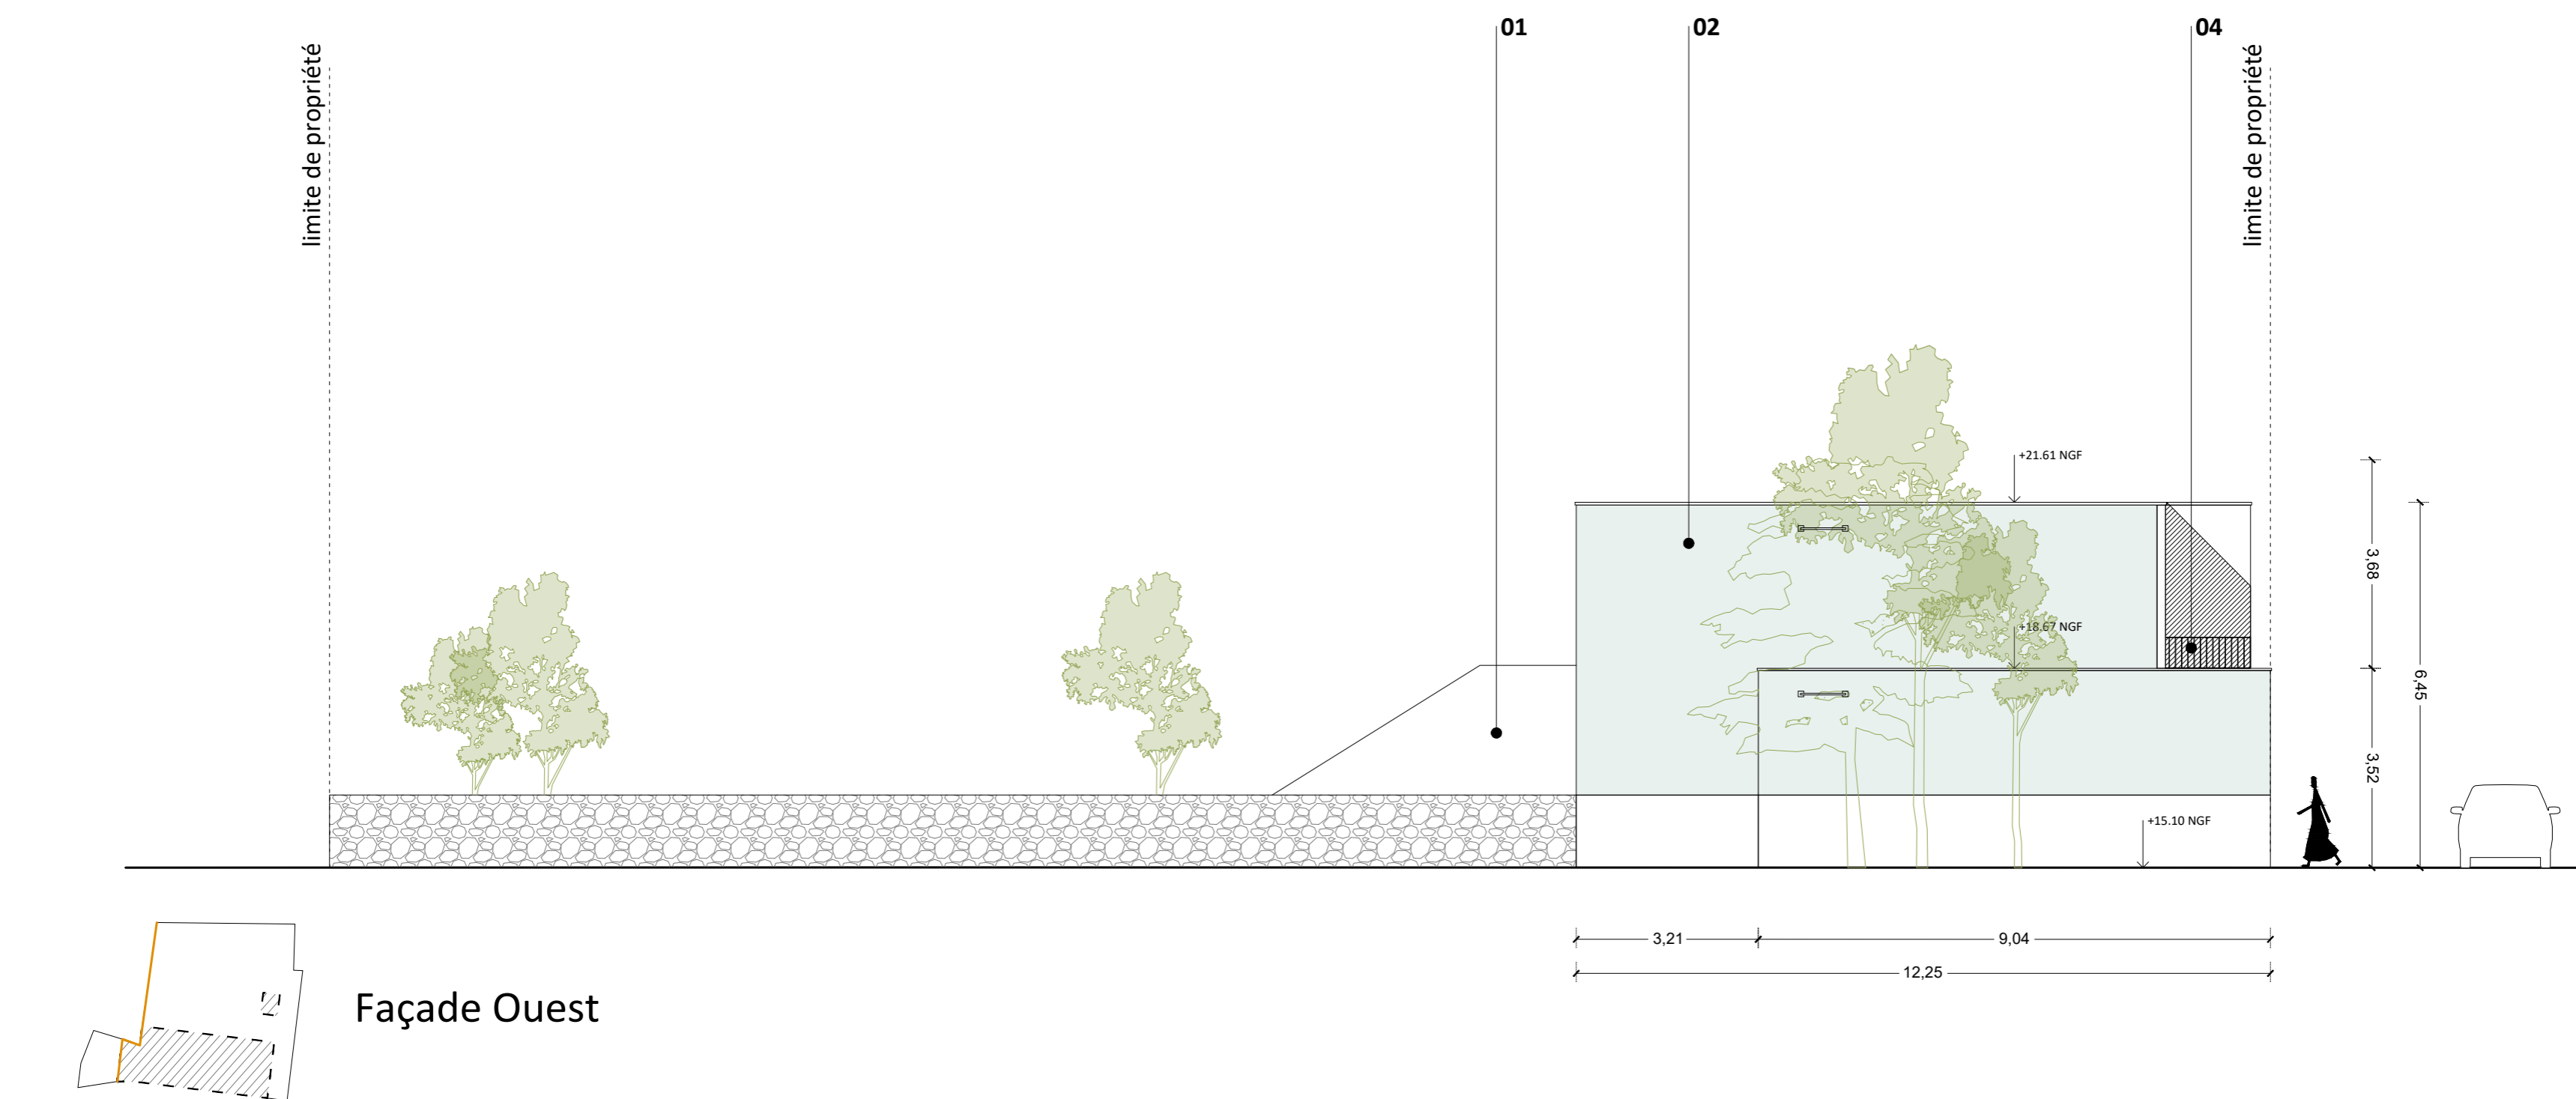 01
02
04
limite de propriété
limite de propriété
+21.61 NGF
+18.67 NGF
+15.10 NGF
3,68
3,52
6,45
3,21
9,04
12,25
Façade Ouest